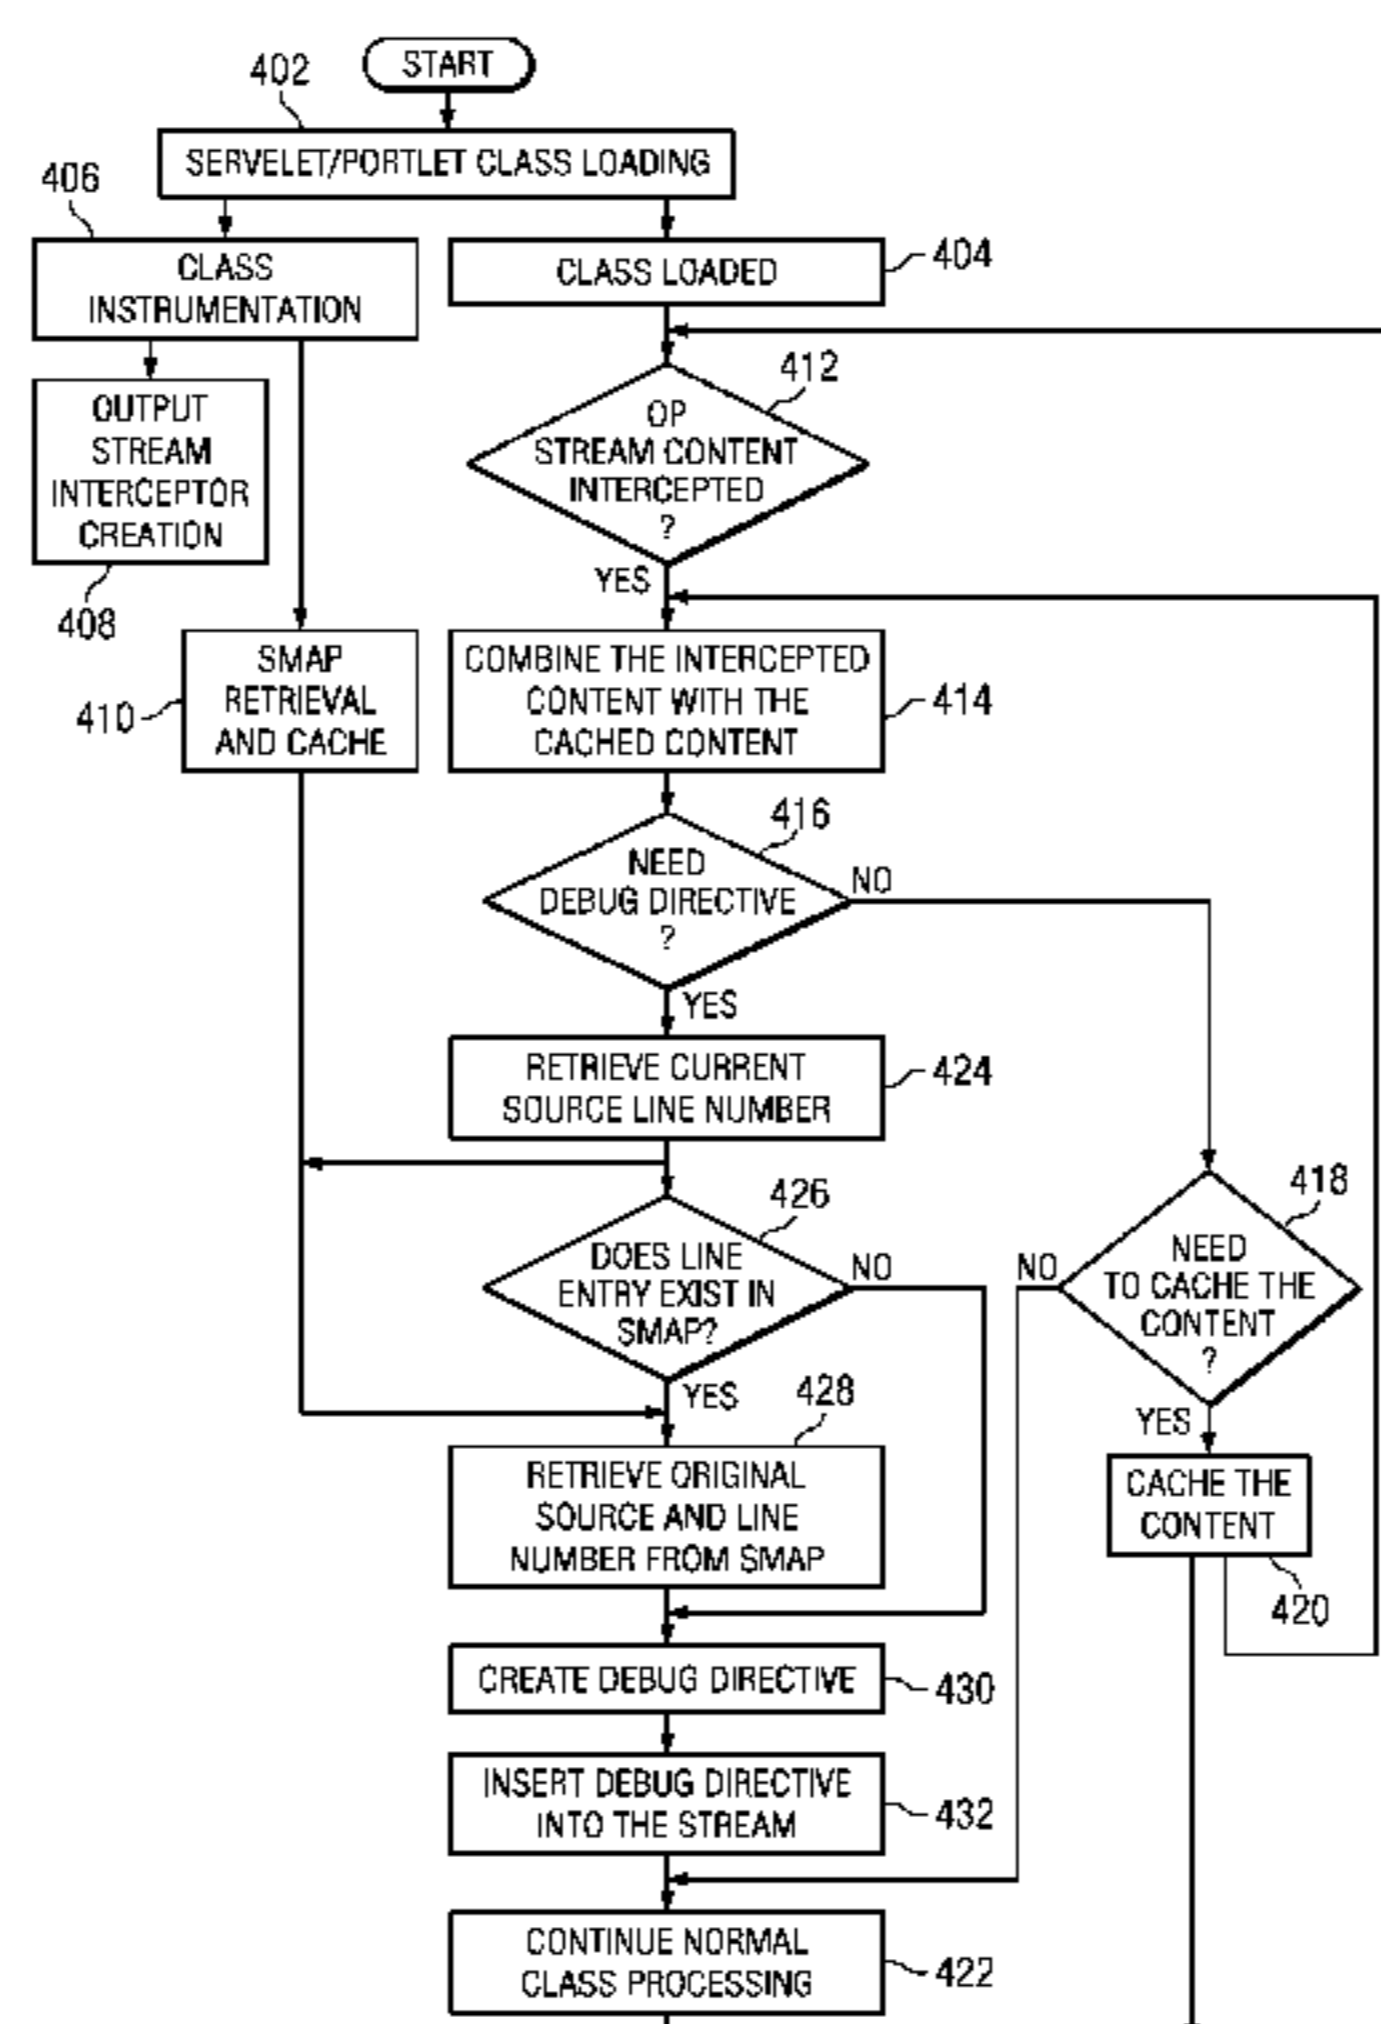 START
402
SERVELET/PORTLET CLASS LOADING
406
CLASS
INSTRUMENTATION
CLASS LOADED
404
OUTPUT
STREAM
INTERCEPTOR
CREATION
408
412
OP
STREAM CONTENT
INTERCEPTED
?
YES
SMAP
RETRIEVAL
AND CACHE
410
COMBINE THE INTERCEPTED
CONTENT WITH THE
CACHED CONTENT
414
416
NEED
DEBUG DIRECTIVE
?
NO
YES
RETRIEVE CURRENT
SOURCE LINE NUMBER
424
426
DOES LINE
ENTRY EXIST IN
SMAP?
NO
YES
418
NEED
TO CACHE THE
CONTENT
?
NO
YES
428
RETRIEVE ORIGINAL
SOURCE AND LINE
NUMBER FROM SMAP
CACHE THE
CONTENT
420
CREATE DEBUG DIRECTIVE
430
INSERT DEBUG DIRECTIVE
INTO THE STREAM
432
CONTINUE NORMAL
CLASS PROCESSING
422